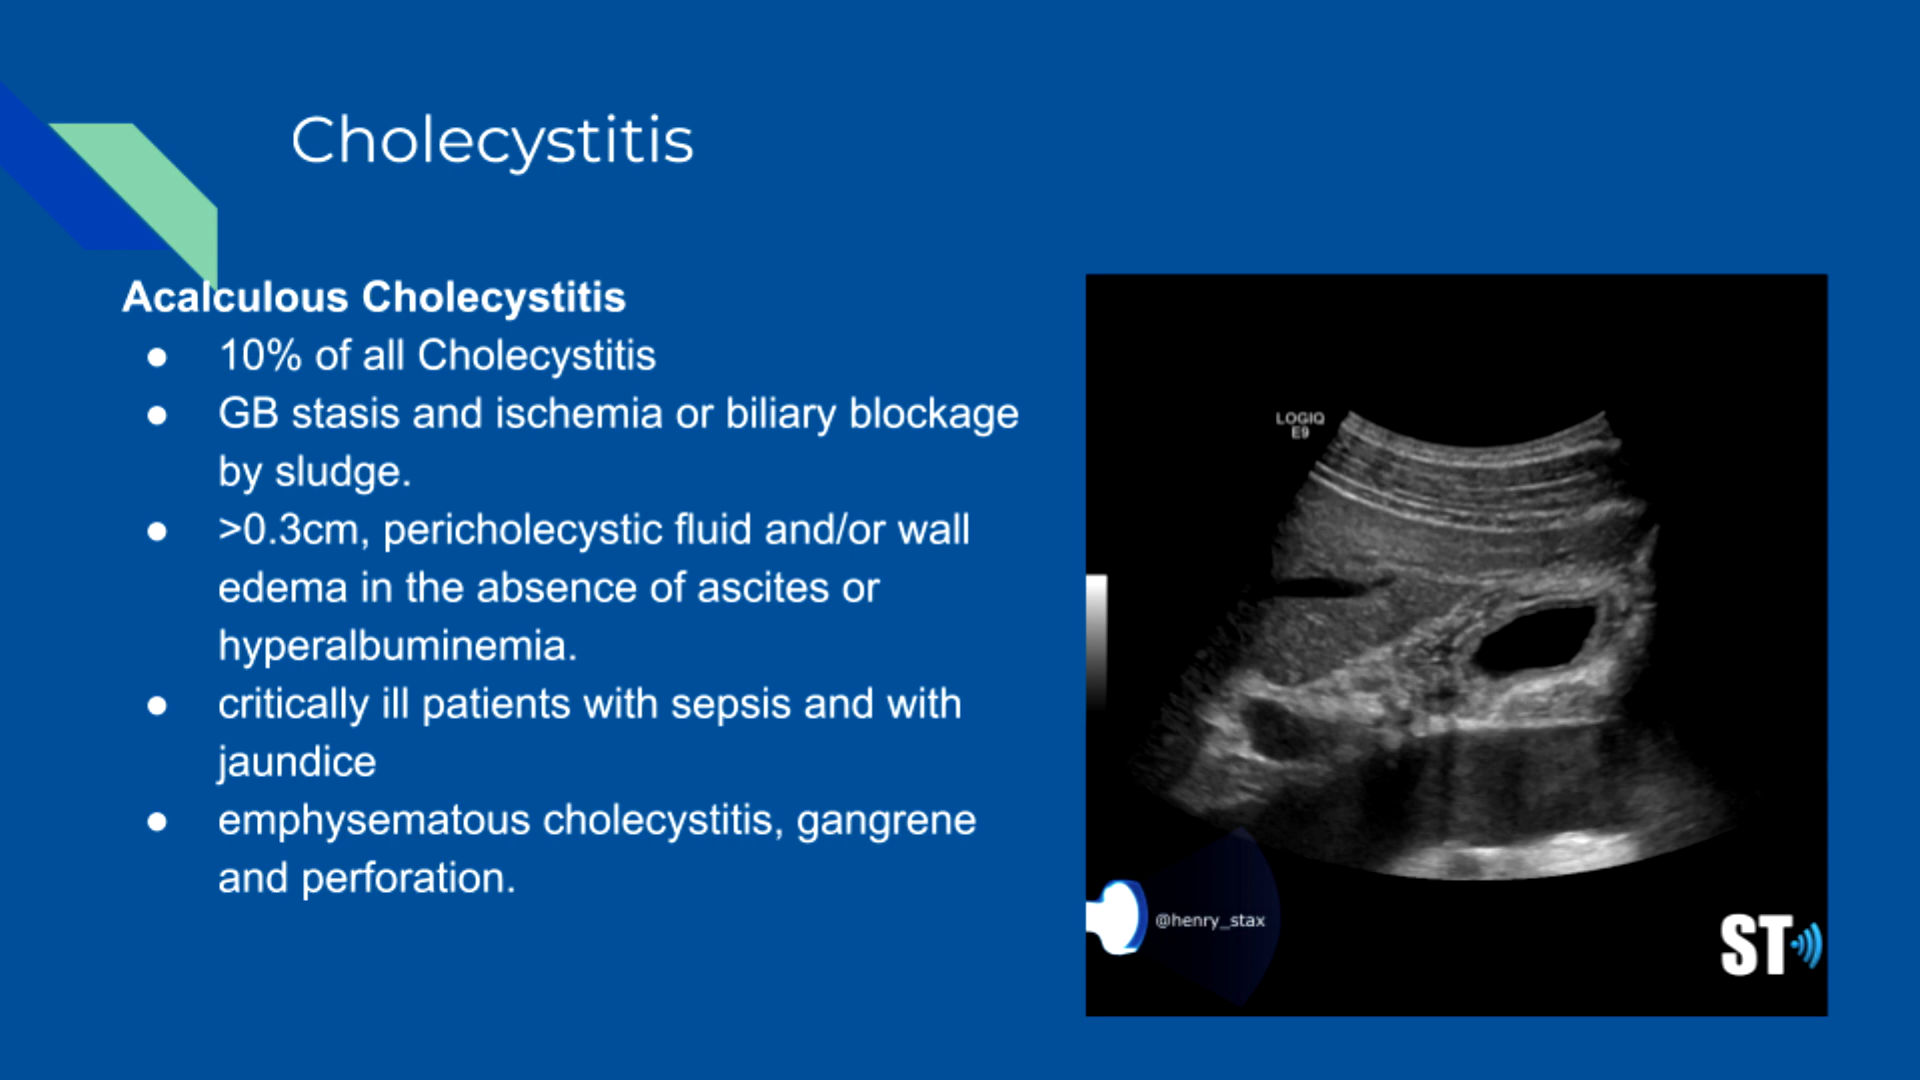 Cholecystitis
Acalculous Cholecystitis
● 10% of all Cholecystitis
● GB stasis and ischemia or biliary blockage
by sludge.
● >0.3cm, pericholecystic fluid and/or wall
edema in the absence of ascites or
hyperalbuminemia.
● critically ill patients with sepsis and with
jaundice
● emphysematous cholecystitis, gangrene
and perforation.
LOGIQ
E9
@henry_stax
ST